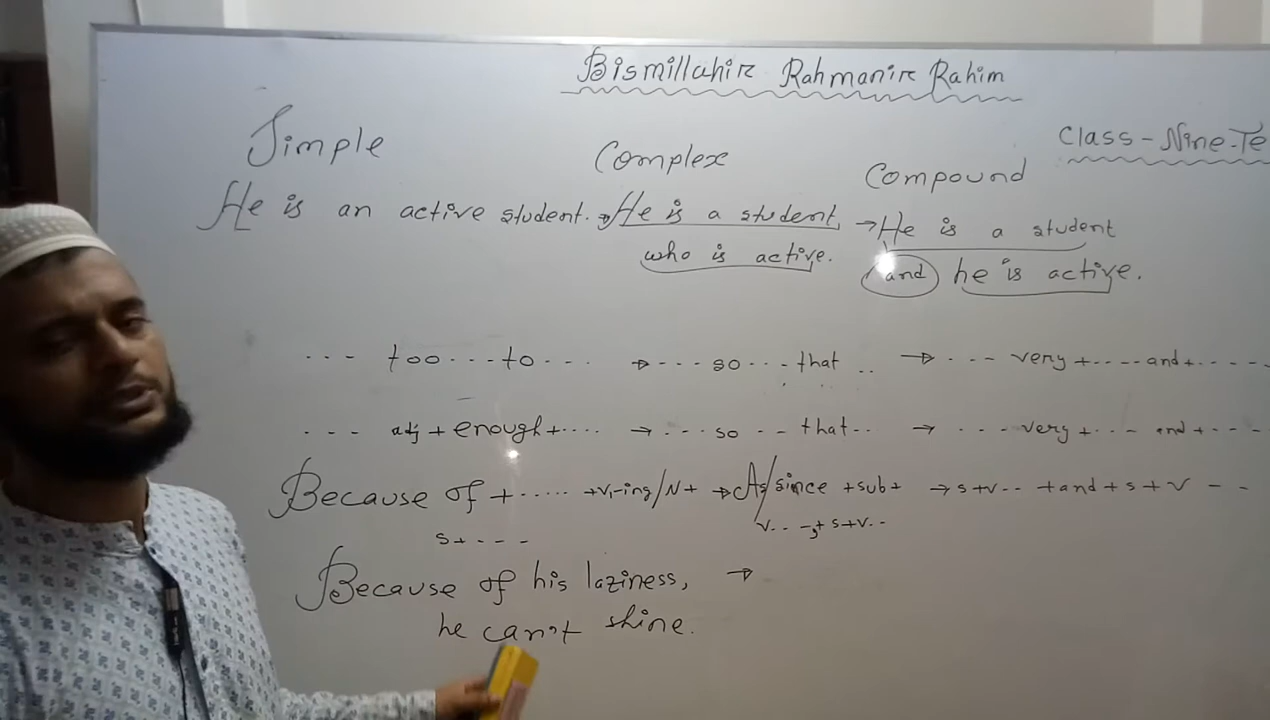 Bismillahir Rahmanir Rahim
Class-Nine-Te
Simple
Complex
Compound
He is an active student. → He is a student, → He is a student
who is active.
and he is active.
--- too...to... → ...so...that .. → ... very +....and+.....
... adj + enough+.... → ...so -- that.. → ...very +... and +...
Because of +...... +v-ing/N+ → As/since +sub+ → s+v.. +and+s+v --
s+---
v.. -,+ s+v..
Because of his laziness, →
he can't shine.